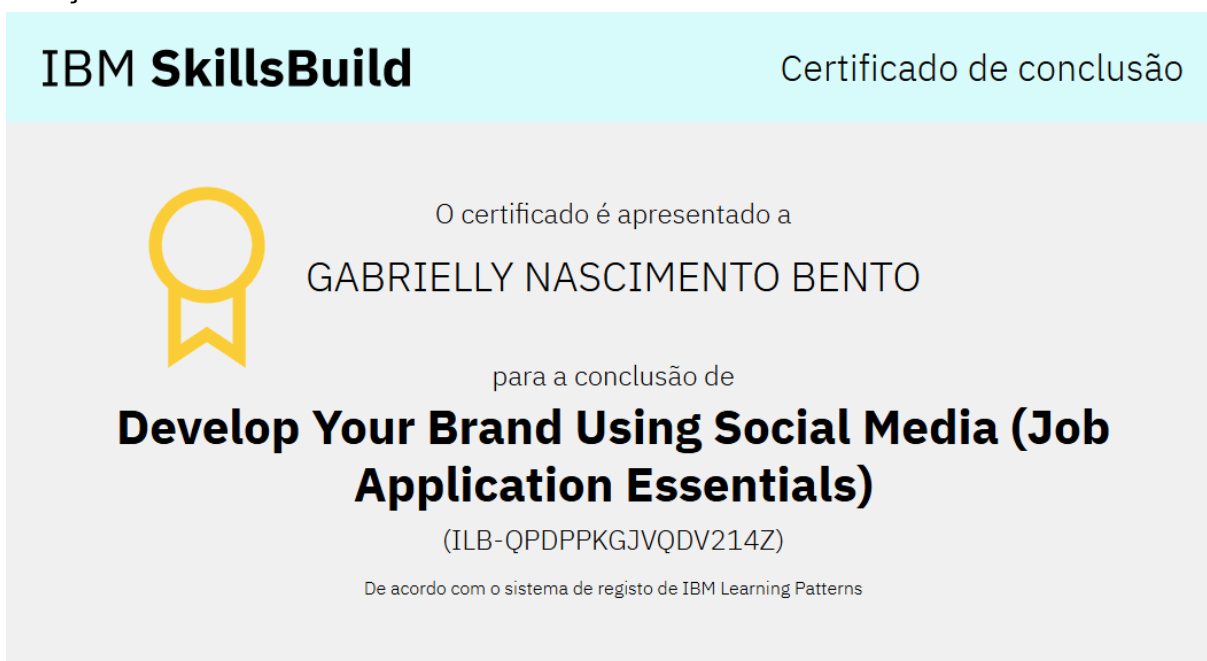 IBM SkillsBuild
Certificado de conclusão
O certificado é apresentado a
GABRIELLY NASCIMENTO BENTO
para a conclusão de
Develop Your Brand Using Social Media (Job
Application Essentials)
(ILB-QPDPPKGJVQDV214Z)
De acordo com o sistema de registo de IBM Learning Patterns